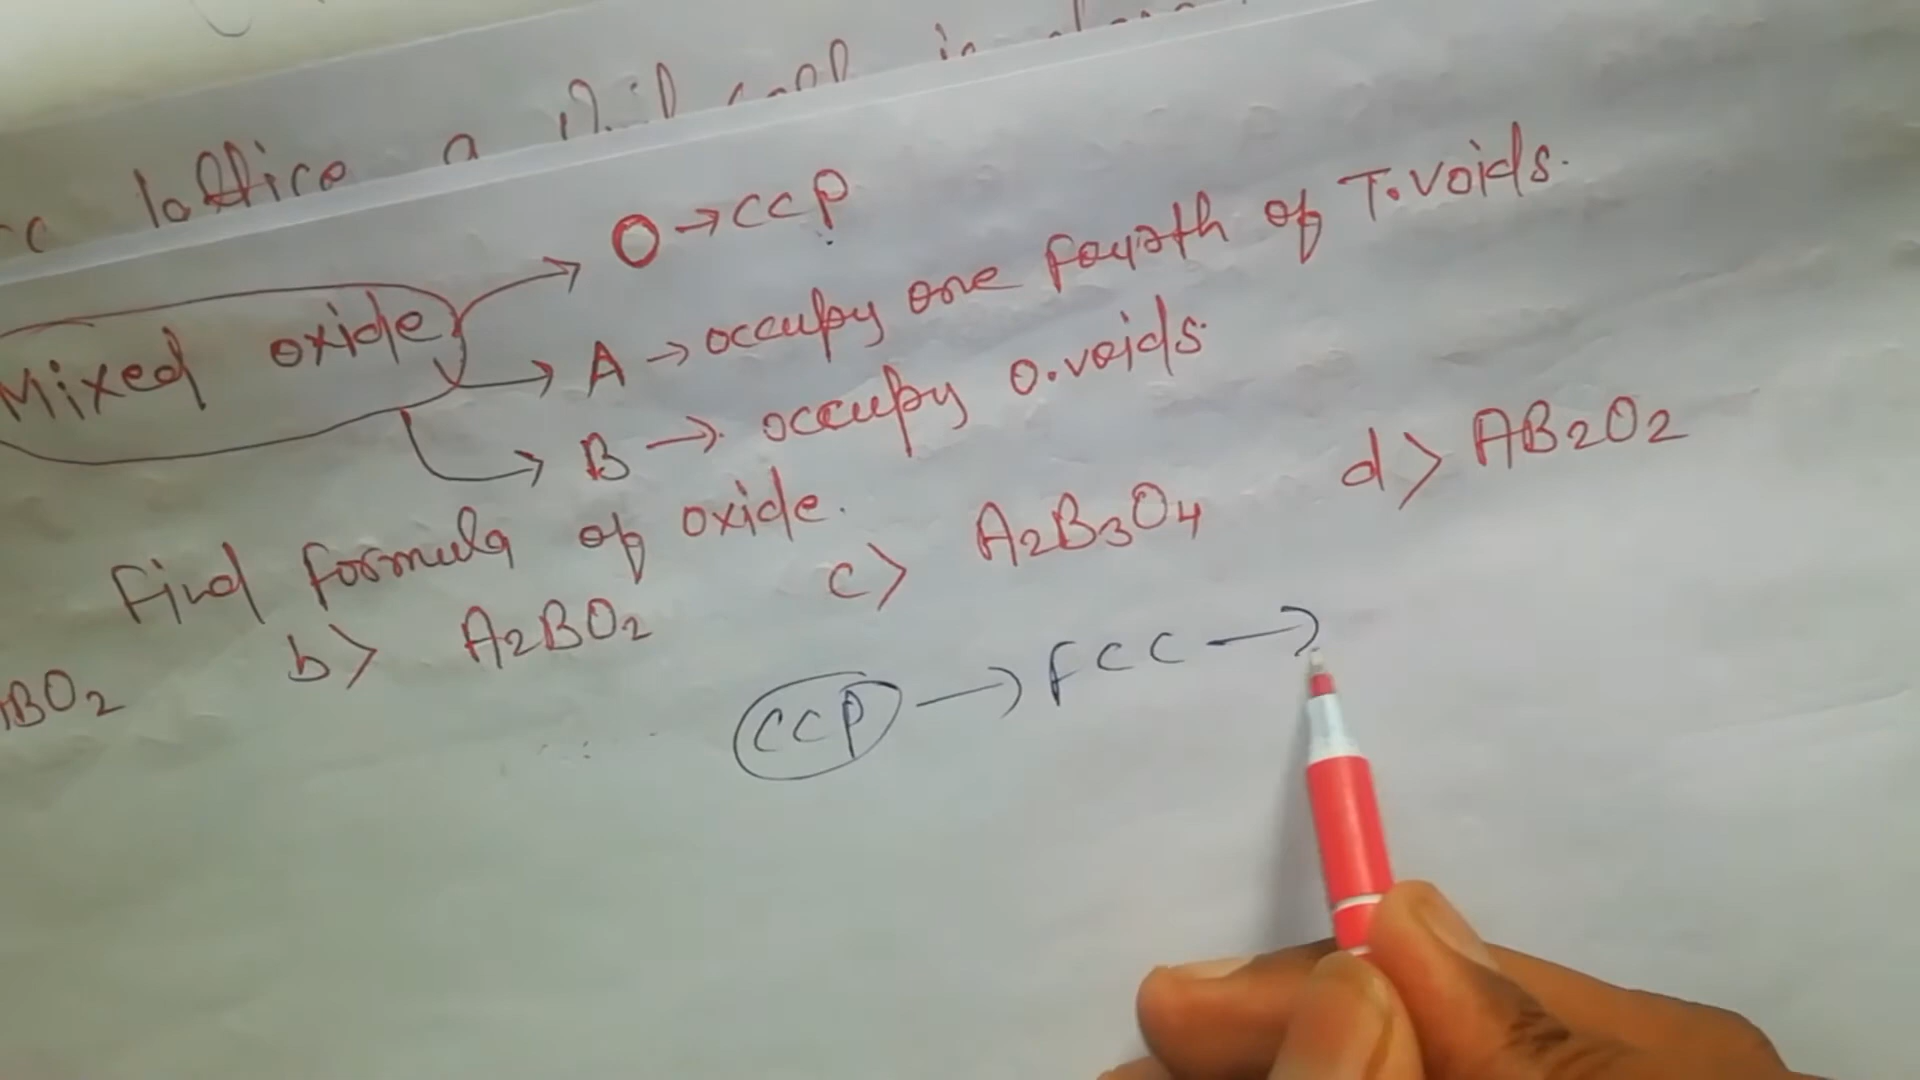 lattice a
O → ccp
Mixed oxide
A → occupy one fourth of T.voids.
B → occupy O.voids.
Find formula of oxide.
BO2 b> A2BO2 c> A2B3O4 d> AB2O2
CCP → FCC →